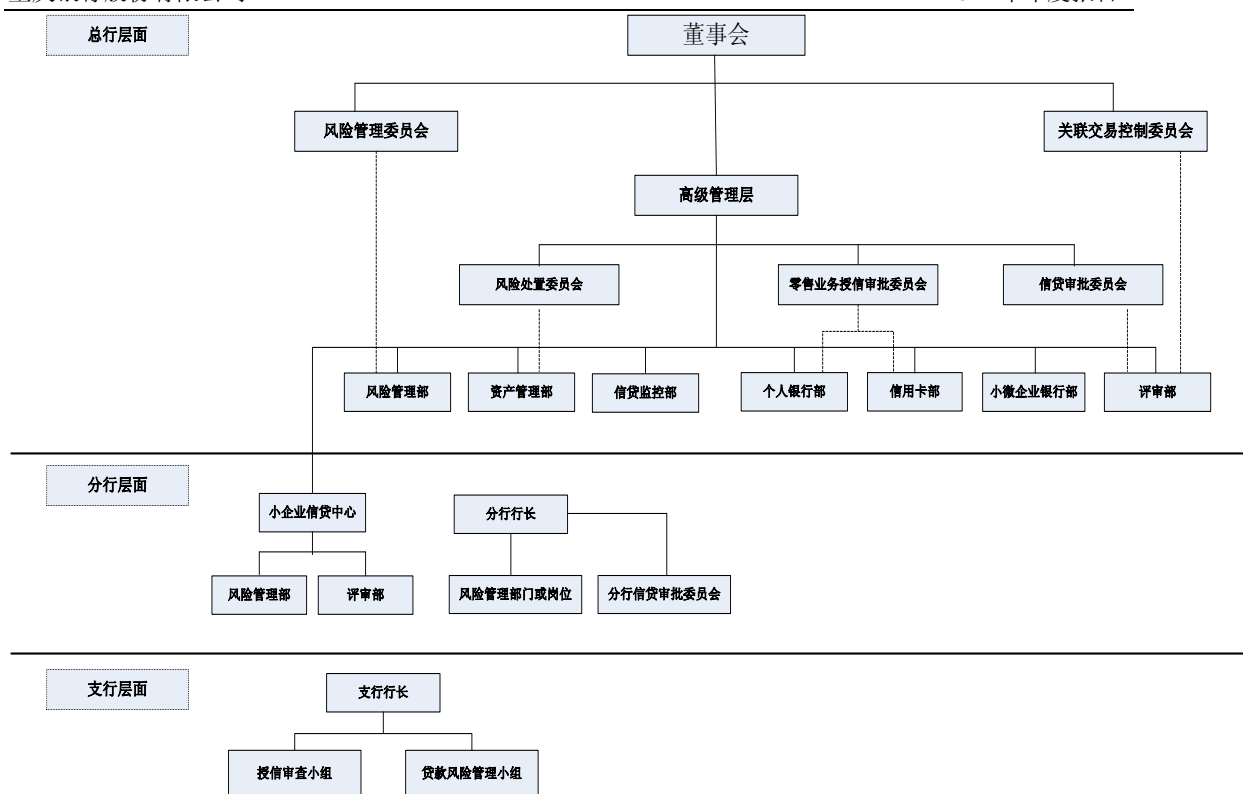 总行层面
董事会
风险管理委员会
关联交易控制委员会
高级管理层
风险处置委员会
零售业务授信审批委员会
信贷审批委员会
风险管理部
资产管理部
信贷监控部
个人银行部
信用卡部
小微企业银行部
评审部
分行层面
小企业信贷中心
分行行长
风险管理部
评审部
风险管理部门或岗位
分行信贷审批委员会
支行层面
支行行长
授信审查小组
贷款风险管理小组